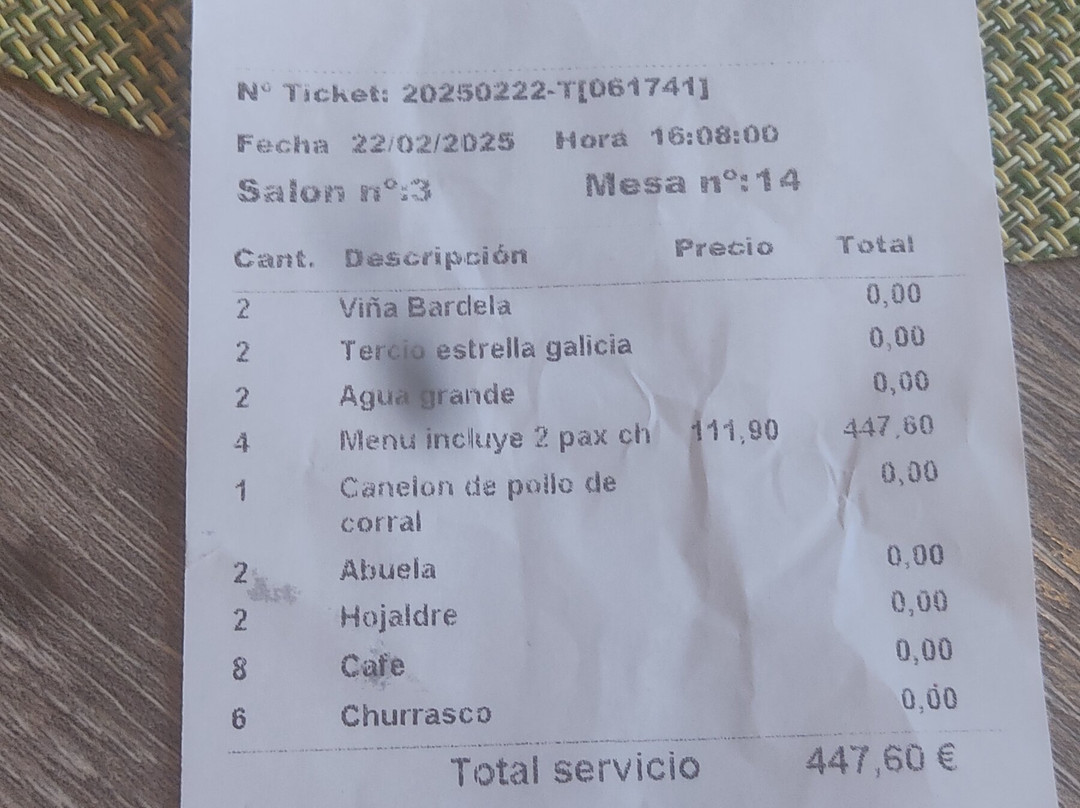 Nº Ticket: 20250222-T[061741]
Fecha 22/02/2025 Hora 16:08:00
Salon nº:3 Mesa nº:14
Cant. Descripción Precio Total
2 Viña Bardela 0,00
2 Tercio estrella galicia 0,00
2 Agua grande 0,00
4 Menu incluye 2 pax ch 111,90 447,60
1 Canelon de pollo de 0,00
corral
2 Abuela 0,00
2 Hojaldre 0,00
8 Cafe 0,00
6 Churrasco 0,00
Total servicio 447,60 €